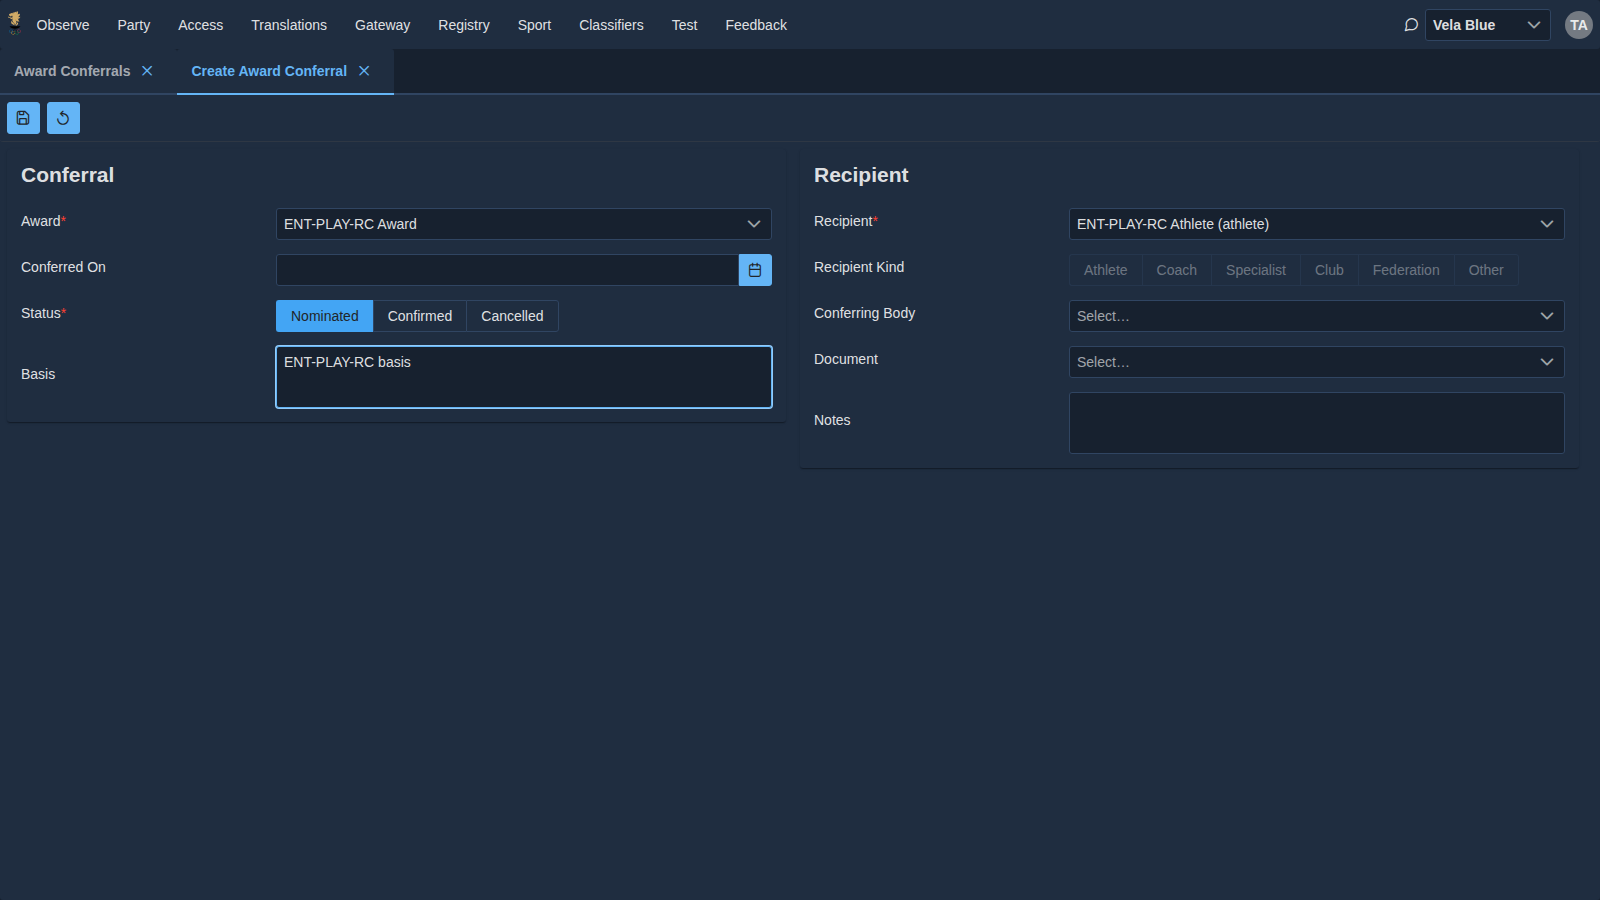 Observe Party Access Translations Gateway Registry Sport Classifiers Test Feedback Vela Blue TA
Award Conferrals Create Award Conferral
Conferral
Award* ENT-PLAY-RC Award
Conferred On
Status* Nominated Confirmed Cancelled
Basis ENT-PLAY-RC basis
Recipient
Recipient* ENT-PLAY-RC Athlete (athlete)
Recipient Kind Athlete Coach Specialist Club Federation Other
Conferring Body Select...
Document Select...
Notes